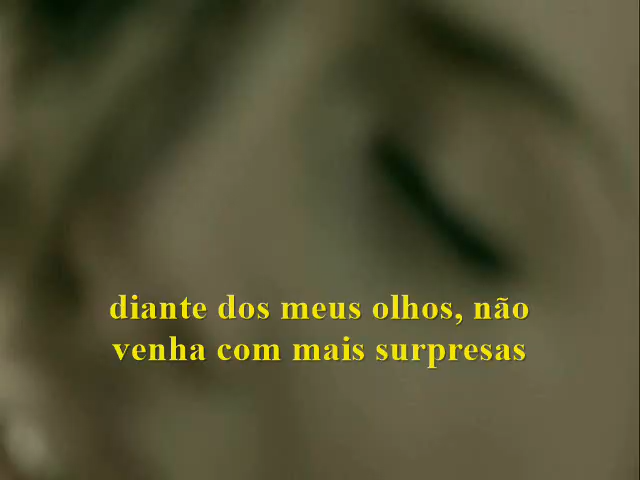 diante dos meus olhos, não
venha com mais surpresas